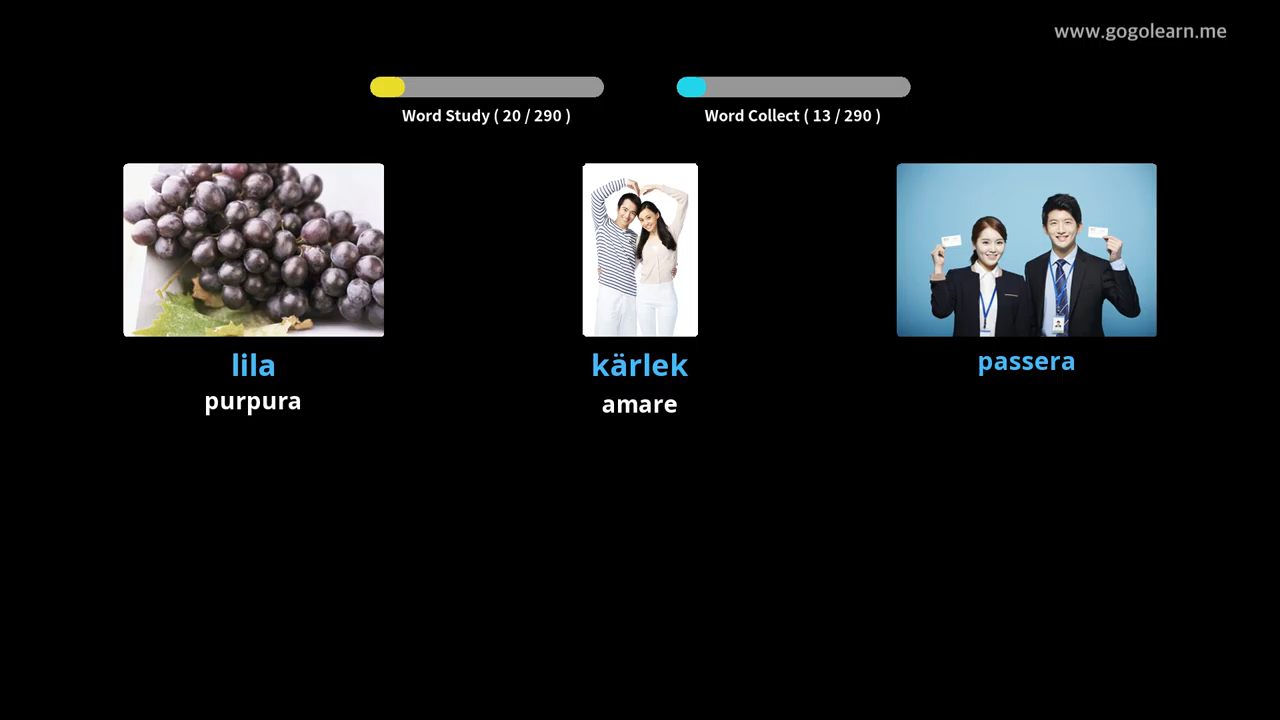 www.gogolearn.me
Word Study ( 20 / 290 )
Word Collect ( 13 / 290 )
lila
purpura
kärlek
amare
passera